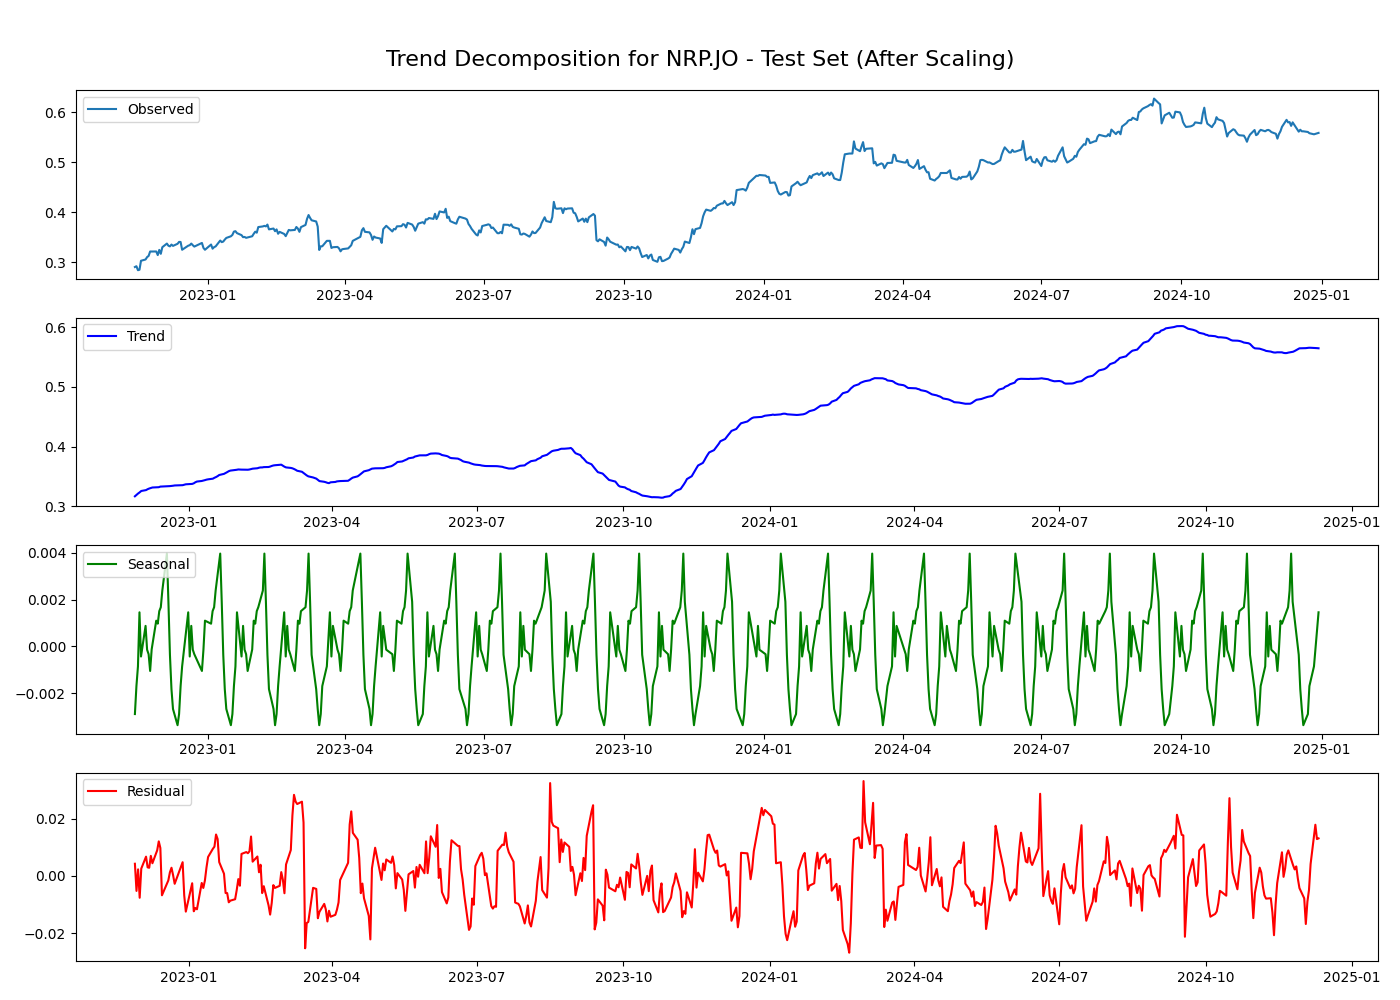 Trend Decomposition for NRP.JO - Test Set (After Scaling)
Observed
0.6
0.5
0.4
0.3
2023-01 2023-04 2023-07 2023-10 2024-01 2024-04 2024-07 2024-10 2025-01
Trend
0.6
0.5
0.4
0.3
2023-01 2023-04 2023-07 2023-10 2024-01 2024-04 2024-07 2024-10 2025-01
Seasonal
0.004
0.002
0.000
−0.002
2023-01 2023-04 2023-07 2023-10 2024-01 2024-04 2024-07 2024-10 2025-01
Residual
0.02
0.00
−0.02
2023-01 2023-04 2023-07 2023-10 2024-01 2024-04 2024-07 2024-10 2025-01